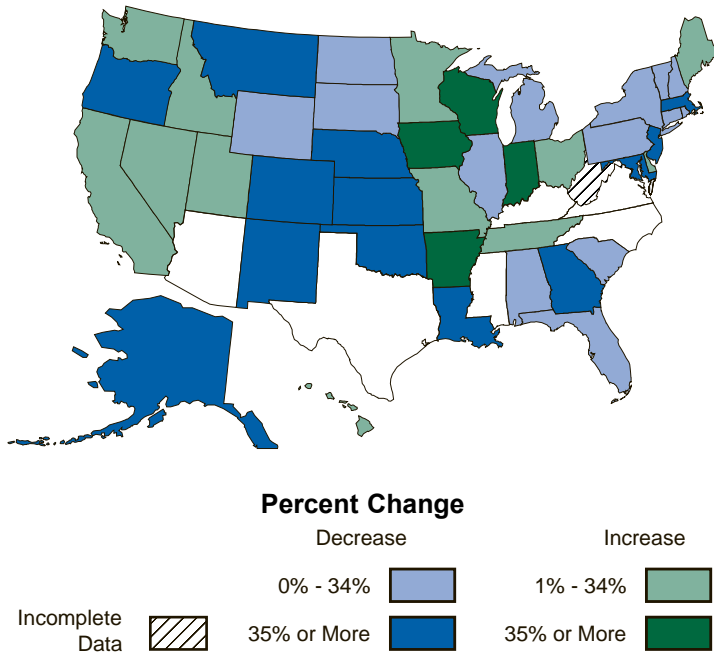 Percent Change
Decrease
Increase
0% - 34%
1% - 34%
Incomplete
Data
35% or More
35% or More